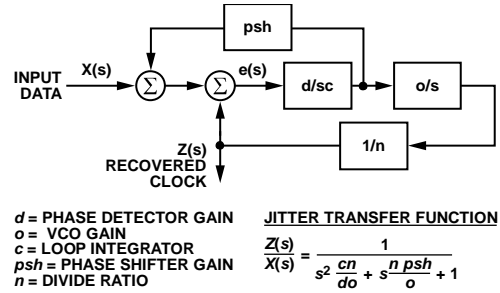 psh
X(s)
INPUT
DATA
Σ
Σ
e(s)
d/sc
o/s
Z(s)
RECOVERED
CLOCK
1/n
d = PHASE DETECTOR GAIN
o = VCO GAIN
c = LOOP INTEGRATOR
psh = PHASE SHIFTER GAIN
n = DIVIDE RATIO
JITTER TRANSFER FUNCTION
Z(s)/X(s) = 1/(s² cn/do + s n psh/o + 1)